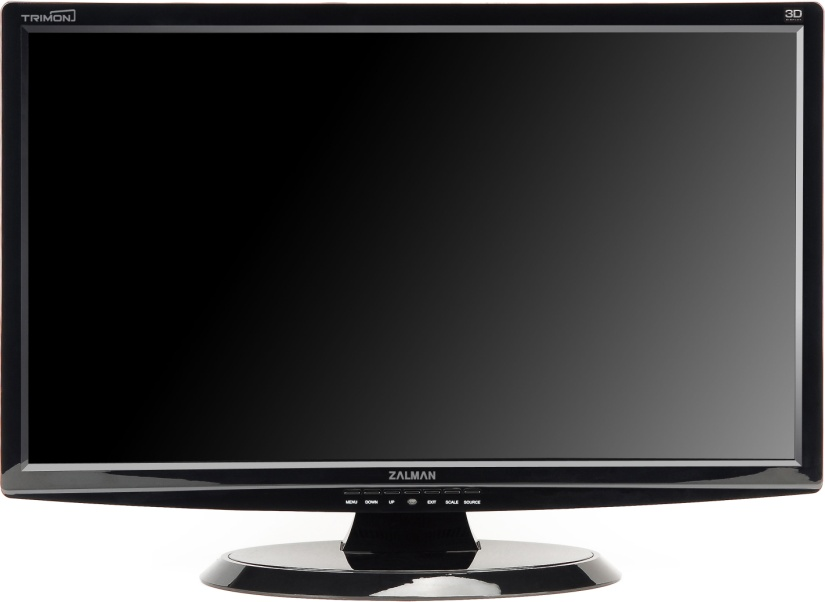 TRIMON
3D
ZALMAN
MENU DOWN UP EXIT SCALE SOURCE